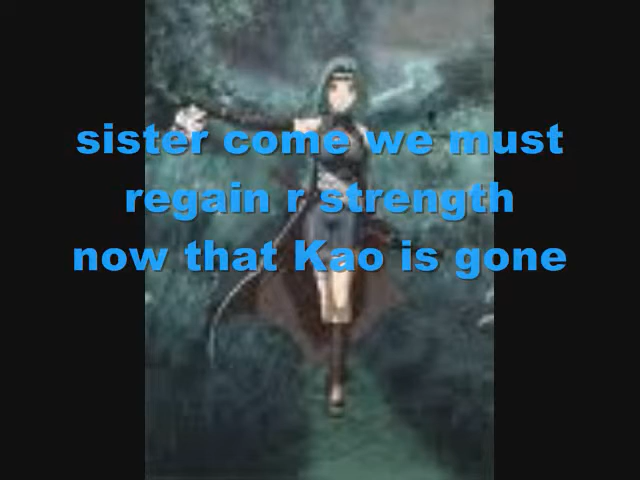 sister come we must
regain r strength
now that Kao is gone